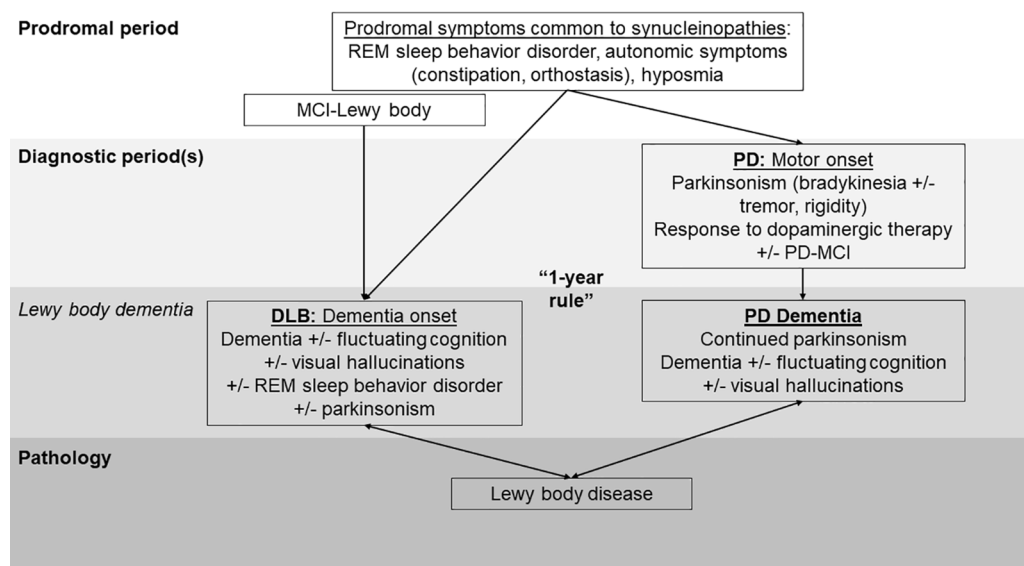 Prodromal period
Prodromal symptoms common to synucleinopathies:
REM sleep behavior disorder, autonomic symptoms
(constipation, orthostasis), hyposmia
MCI-Lewy body
Diagnostic period(s)
PD: Motor onset
Parkinsonism (bradykinesia +/-
tremor, rigidity)
Response to dopaminergic therapy
+/- PD-MCI
“1-year
rule”
Lewy body dementia
DLB: Dementia onset
Dementia +/- fluctuating cognition
+/- visual hallucinations
+/- REM sleep behavior disorder
+/- parkinsonism
PD Dementia
Continued parkinsonism
Dementia +/- fluctuating cognition
+/- visual hallucinations
Pathology
Lewy body disease